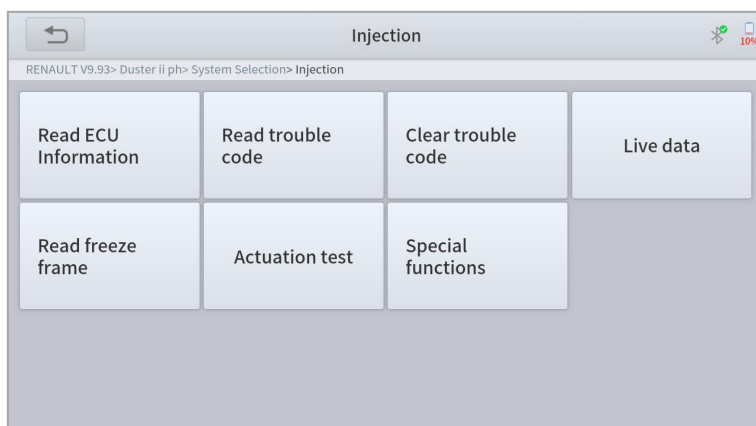 Injection
10%
RENAULT V9.93> Duster ii ph> System Selection> Injection
Read ECU
Information
Read trouble
code
Clear trouble
code
Live data
Read freeze
frame
Actuation test
Special
functions